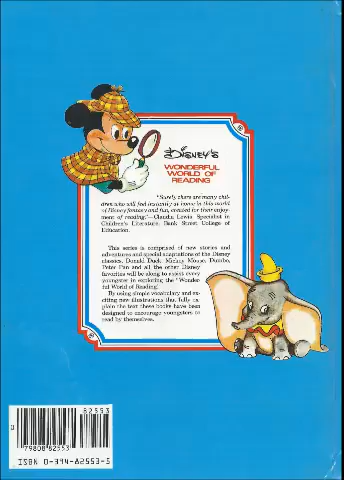 Disney's
WONDERFUL
WORLD OF
READING
"Surely there are many chil-
dren who will feel instantly at home in this world
of Disney fantasy and fun, created for their enjoy-
ment of reading."—Claudia Lewis Specialist in
Children's Literature, Bank Street College of
Education.
This series is comprised of new stories and
adventures and special adaptations of the Disney
classics. Donald Duck, Mickey Mouse, Dumbo,
Peter Pan and all the other Disney
favorites will be along to assist every
youngster in exploring the "Wonder-
ful World of Reading."
By using simple vocabulary and ex-
citing new illustrations that fully ex-
plain the text these books have been
designed to encourage youngsters to
read by themselves.
82553
0
79808 82553
ISBN 0-394-82553-5